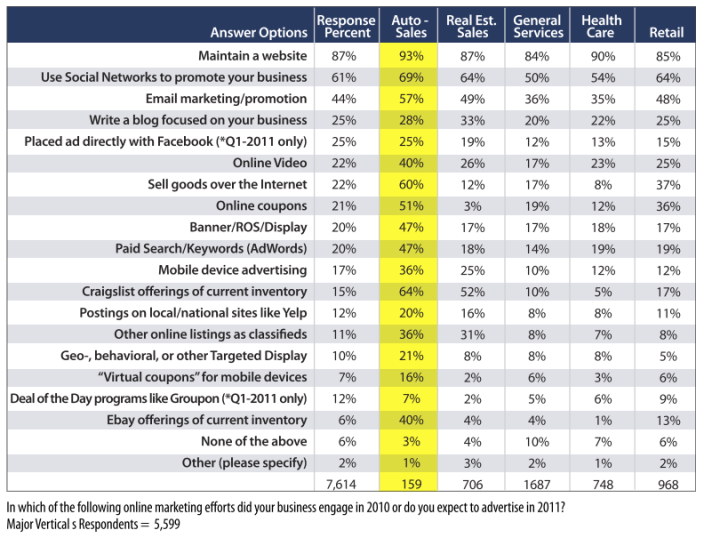 Answer Options Response Percent Auto - Sales Real Est. Sales General Services Health Care Retail
Maintain a website 87% 93% 87% 84% 90% 85%
Use Social Networks to promote your business 61% 69% 64% 50% 54% 64%
Email marketing/promotion 44% 57% 49% 36% 35% 48%
Write a blog focused on your business 25% 28% 33% 20% 22% 25%
Placed ad directly with Facebook (*Q1-2011 only) 25% 25% 19% 12% 13% 15%
Online Video 22% 40% 26% 17% 23% 25%
Sell goods over the Internet 22% 60% 12% 17% 8% 37%
Online coupons 21% 51% 3% 19% 12% 36%
Banner/ROS/Display 20% 47% 17% 17% 18% 17%
Paid Search/Keywords (AdWords) 20% 47% 18% 14% 19% 19%
Mobile device advertising 17% 36% 25% 10% 12% 12%
Craigslist offerings of current inventory 15% 64% 52% 10% 5% 17%
Postings on local/national sites like Yelp 12% 20% 16% 8% 8% 11%
Other online listings as classifieds 11% 36% 31% 8% 7% 8%
Geo-, behavioral, or other Targeted Display 10% 21% 8% 8% 8% 5%
"Virtual coupons" for mobile devices 7% 16% 2% 6% 3% 6%
Deal of the Day programs like Groupon (*Q1-2011 only) 12% 7% 2% 5% 6% 9%
Ebay offerings of current inventory 6% 40% 4% 4% 1% 13%
None of the above 6% 3% 4% 10% 7% 6%
Other (please specify) 2% 1% 3% 2% 1% 2%
7,614 159 706 1687 748 968
In which of the following online marketing efforts did your business engage in 2010 or do you expect to advertise in 2011?
Major Vertical s Respondents = 5,599